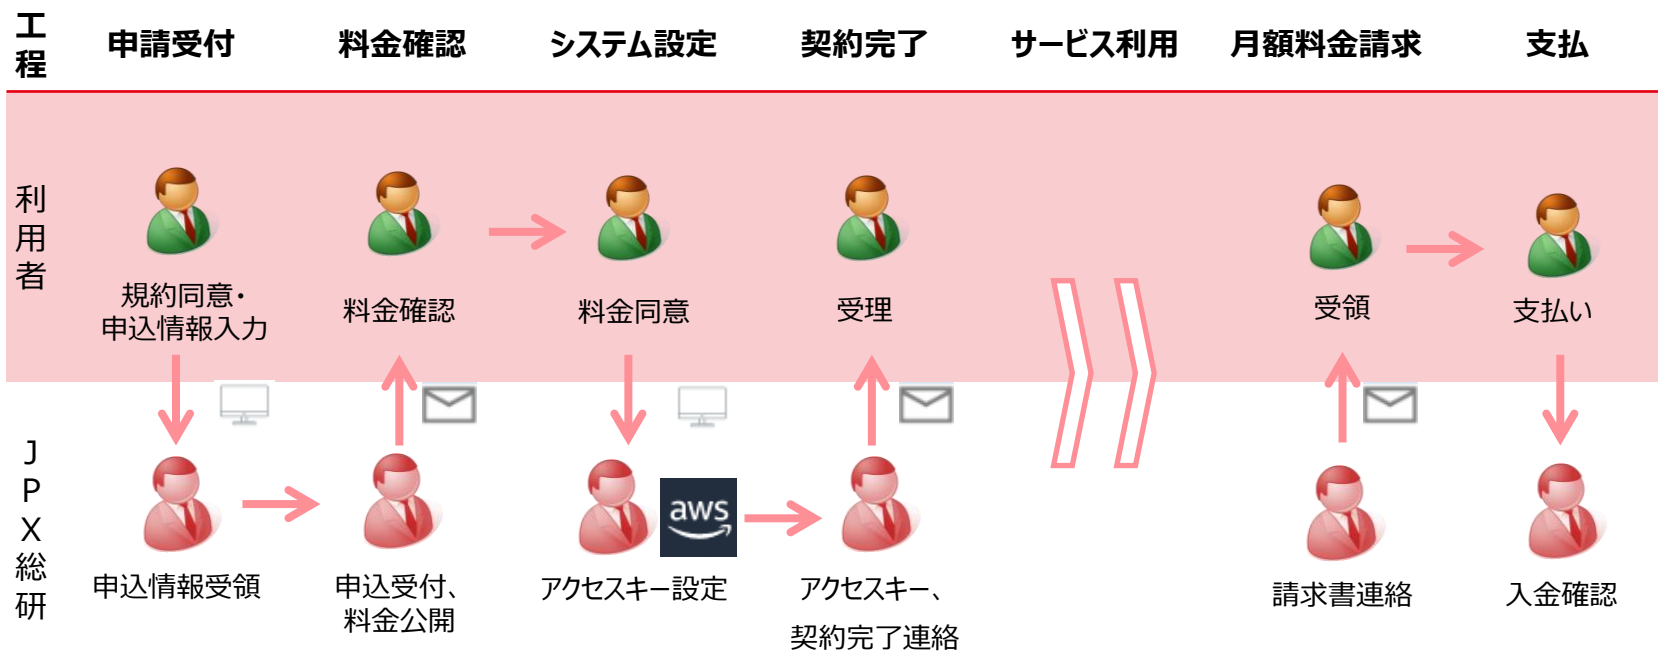 工程
申請受付
料金確認
システム設定
契約完了
サービス利用
月額料金請求
支払
利用者
規約同意・
申込情報入力
料金確認
料金同意
受理
受領
支払い
JPX総研
aws
申込情報受領
申込受付、
料金公開
アクセスキー設定
アクセスキー、
契約完了連絡
請求書連絡
入金確認